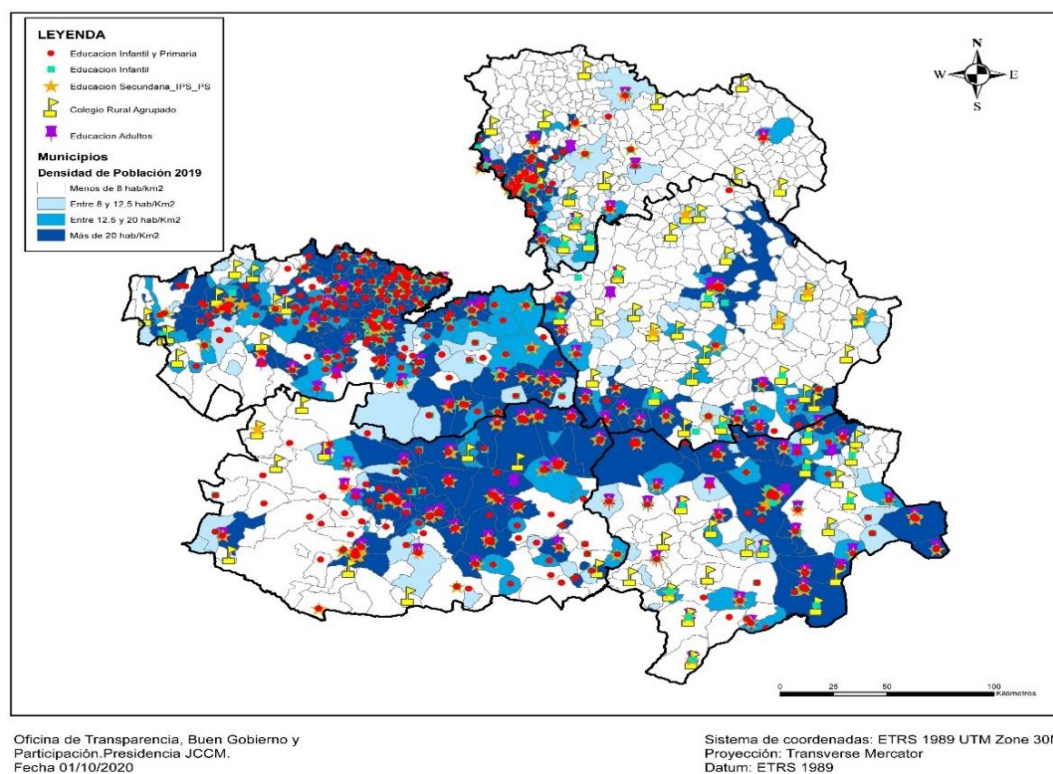 LEYENDA
Educacion Infantil y Primaria
Educacion Infantil
Educacion Secundaria_IPS_PS
Colegio Rural Agrupado
Educacion Adultos
Municipios
Densidad de Población 2019
Menos de 8 hab/km2
Entre 8 y 12,5 hab/Km2
Entre 12.5 y 20 hab/Km2
Más de 20 hab/Km2
N
W E
S
0 25 50 100
Kilómetros
Oficina de Transparencia, Buen Gobierno y
Participación.Presidencia JCCM.
Fecha 01/10/2020
Sistema de coordenadas: ETRS 1989 UTM Zone 30
Proyección: Transverse Mercator
Datum: ETRS 1989